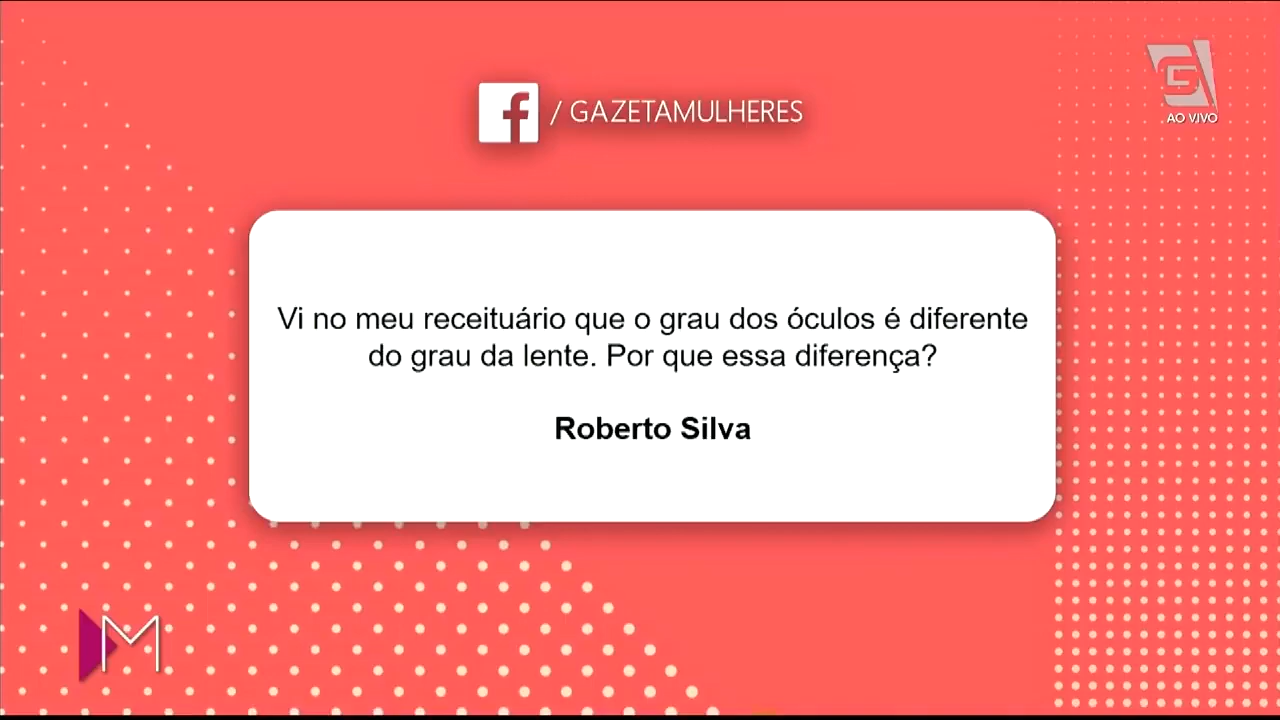 / GAZETAMULHERES
G
AO VIVO
Vi no meu receituário que o grau dos óculos é diferente
do grau da lente. Por que essa diferença?
Roberto Silva
M